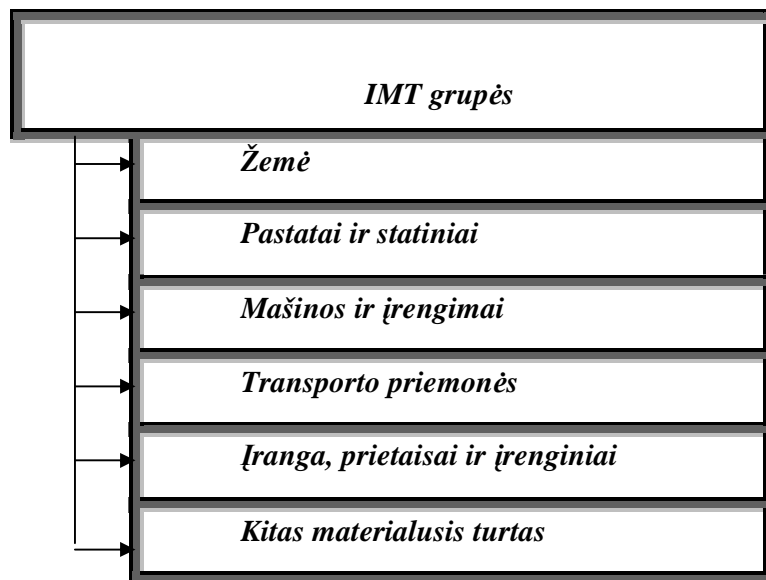 IMT grupės
Žemė
Pastatai ir statiniai
Mašinos ir įrengimai
Transporto priemonės
Įranga, prietaisai ir įrenginiai
Kitas materialusis turtas